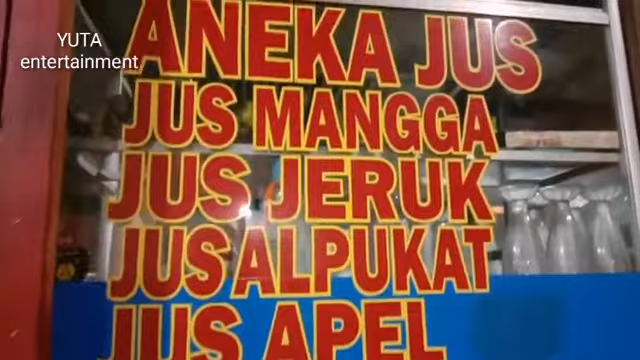 YUTA
entertainment
ANEKA JUS
JUS MANGGA
JUS JERUK
JUS ALPUKAT
JUS APEL